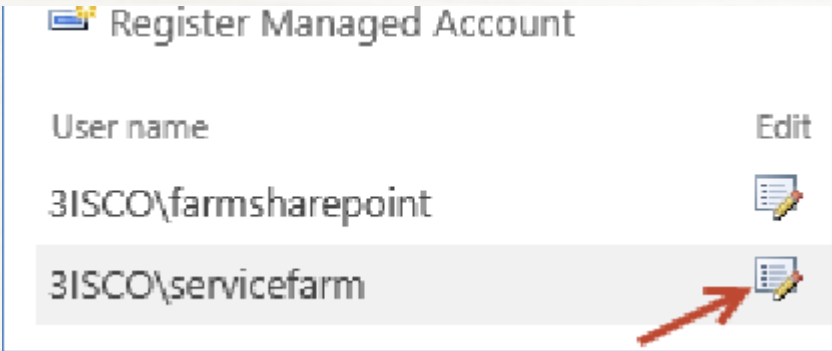 Register Managed Account
User name Edit
3ISCO\farmsharepoint
3ISCO\servicefarm